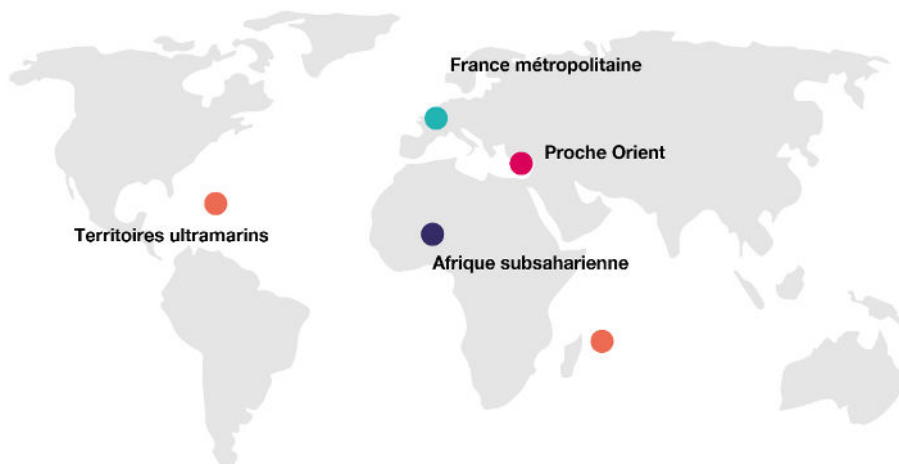 France métropolitaine
Proche Orient
Territoires ultramarins
Afrique subsaharienne